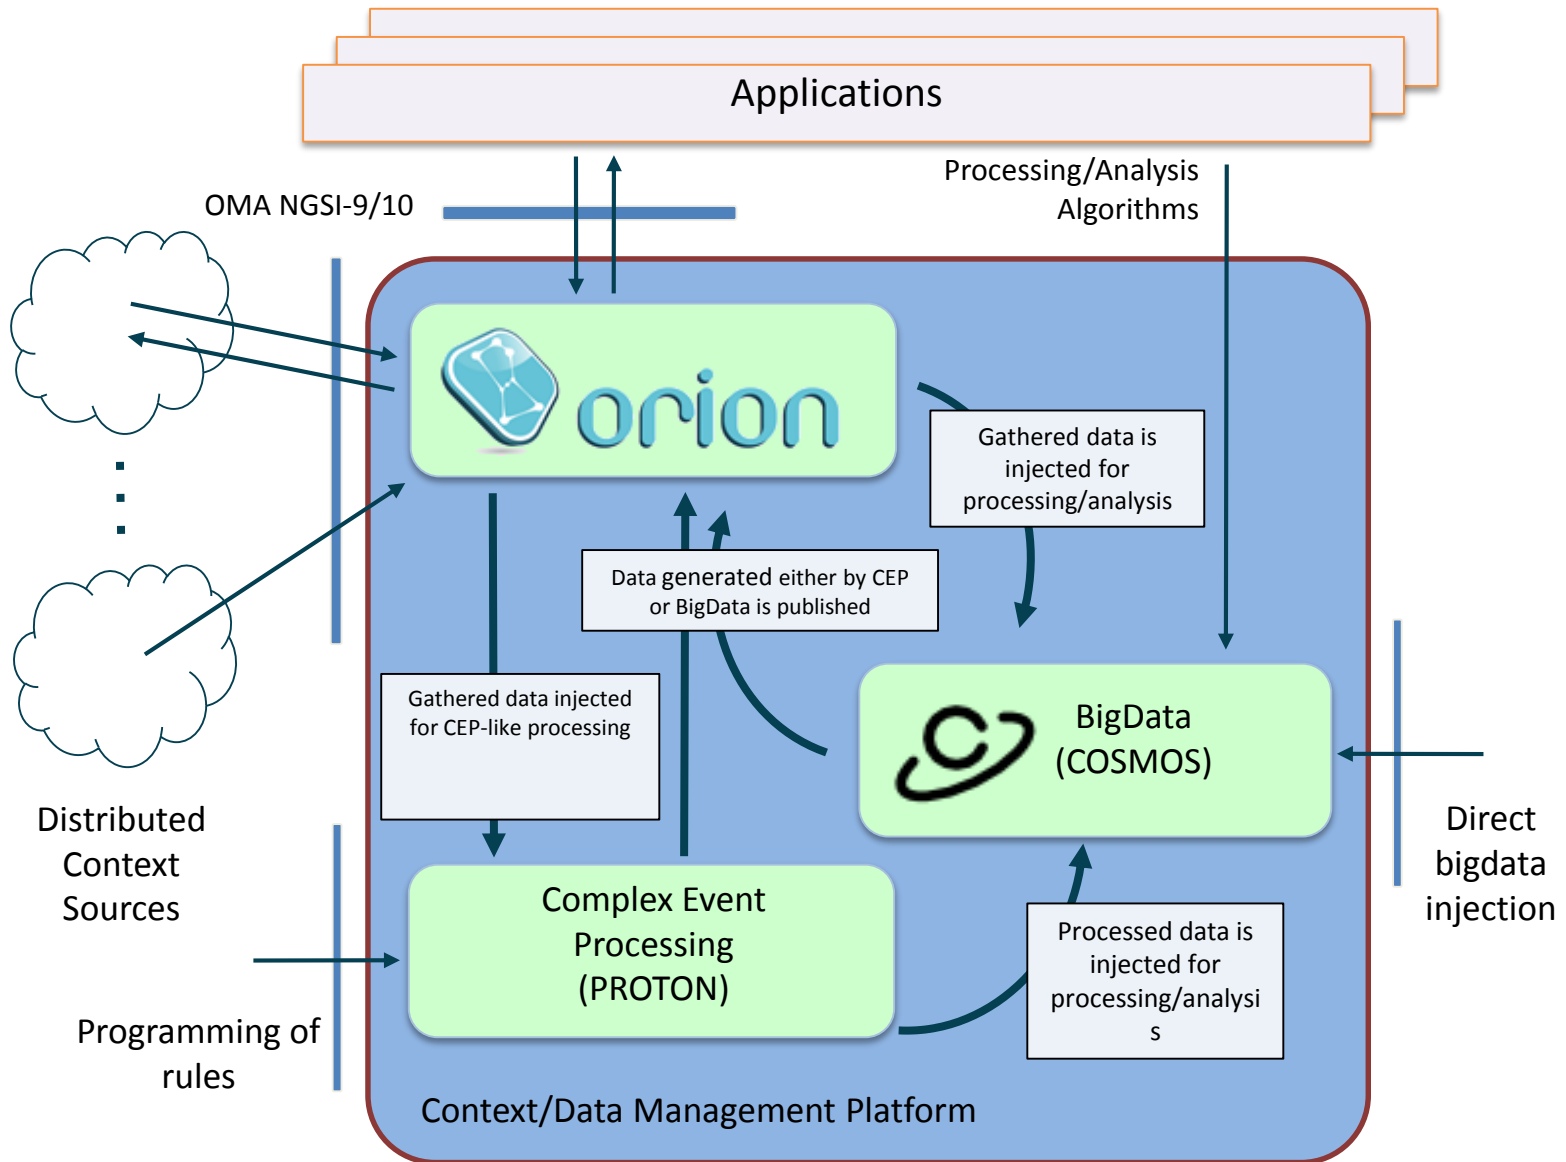 Applications
Processing/Analysis
Algorithms
OMA NGSI-9/10
orion
Gathered data is
injected for
processing/analysis
Data generated either by CEP
or BigData is published
Gathered data injected
for CEP-like processing
BigData
(COSMOS)
Distributed
Context
Sources
Direct
bigdata
injection
Complex Event
Processing
(PROTON)
Processed data is
injected for
processing/analysi
s
Programming of
rules
Context/Data Management Platform